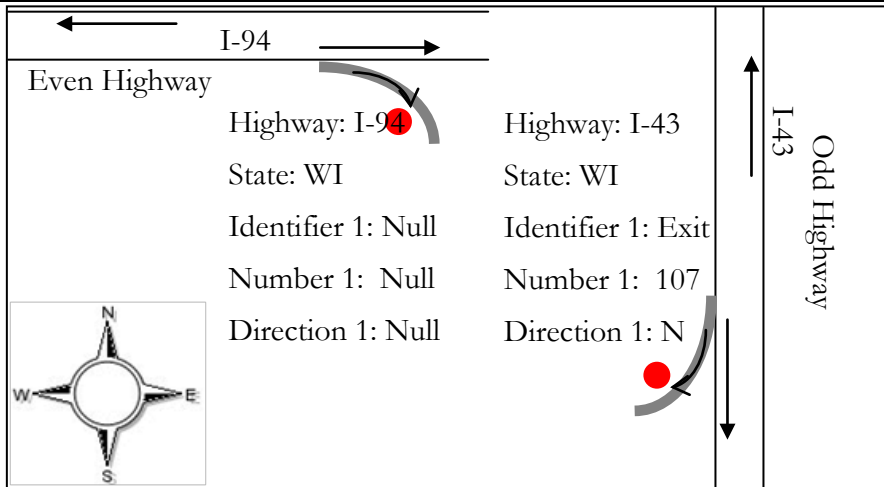 I-94
Even Highway
Highway: I-94
State: WI
Identifier 1: Null
Number 1: Null
Direction 1: Null
Highway: I-43
State: WI
Identifier 1: Exit
Number 1: 107
Direction 1: N
I-43
Odd Highway
N
W
E
S